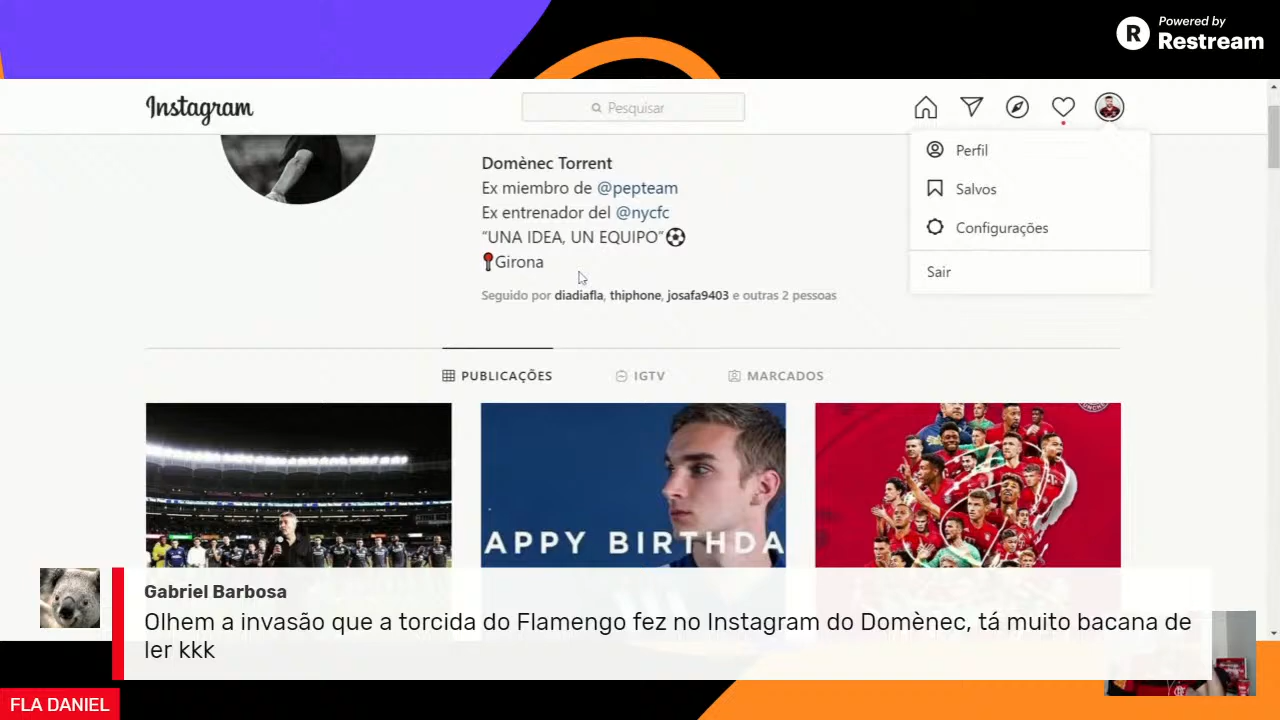 R
Powered by
Restream
Instagram
Pesquisar
Perfil
Salvos
Configurações
Sair
Domènec Torrent
Ex miembro de @pepteam
Ex entrenador del @nycfc
“UNA IDEA, UN EQUIPO”⚽
📍Girona
Seguido por diadiafla, thiphone, josafa9403 e outras 2 pessoas
PUBLICAÇÕES
IGTV
MARCADOS
APPY BIRTHDA
Gabriel Barbosa
Olhem a invasão que a torcida do Flamengo fez no Instagram do Domènec, tá muito bacana de
ler kkk
FLA DANIEL